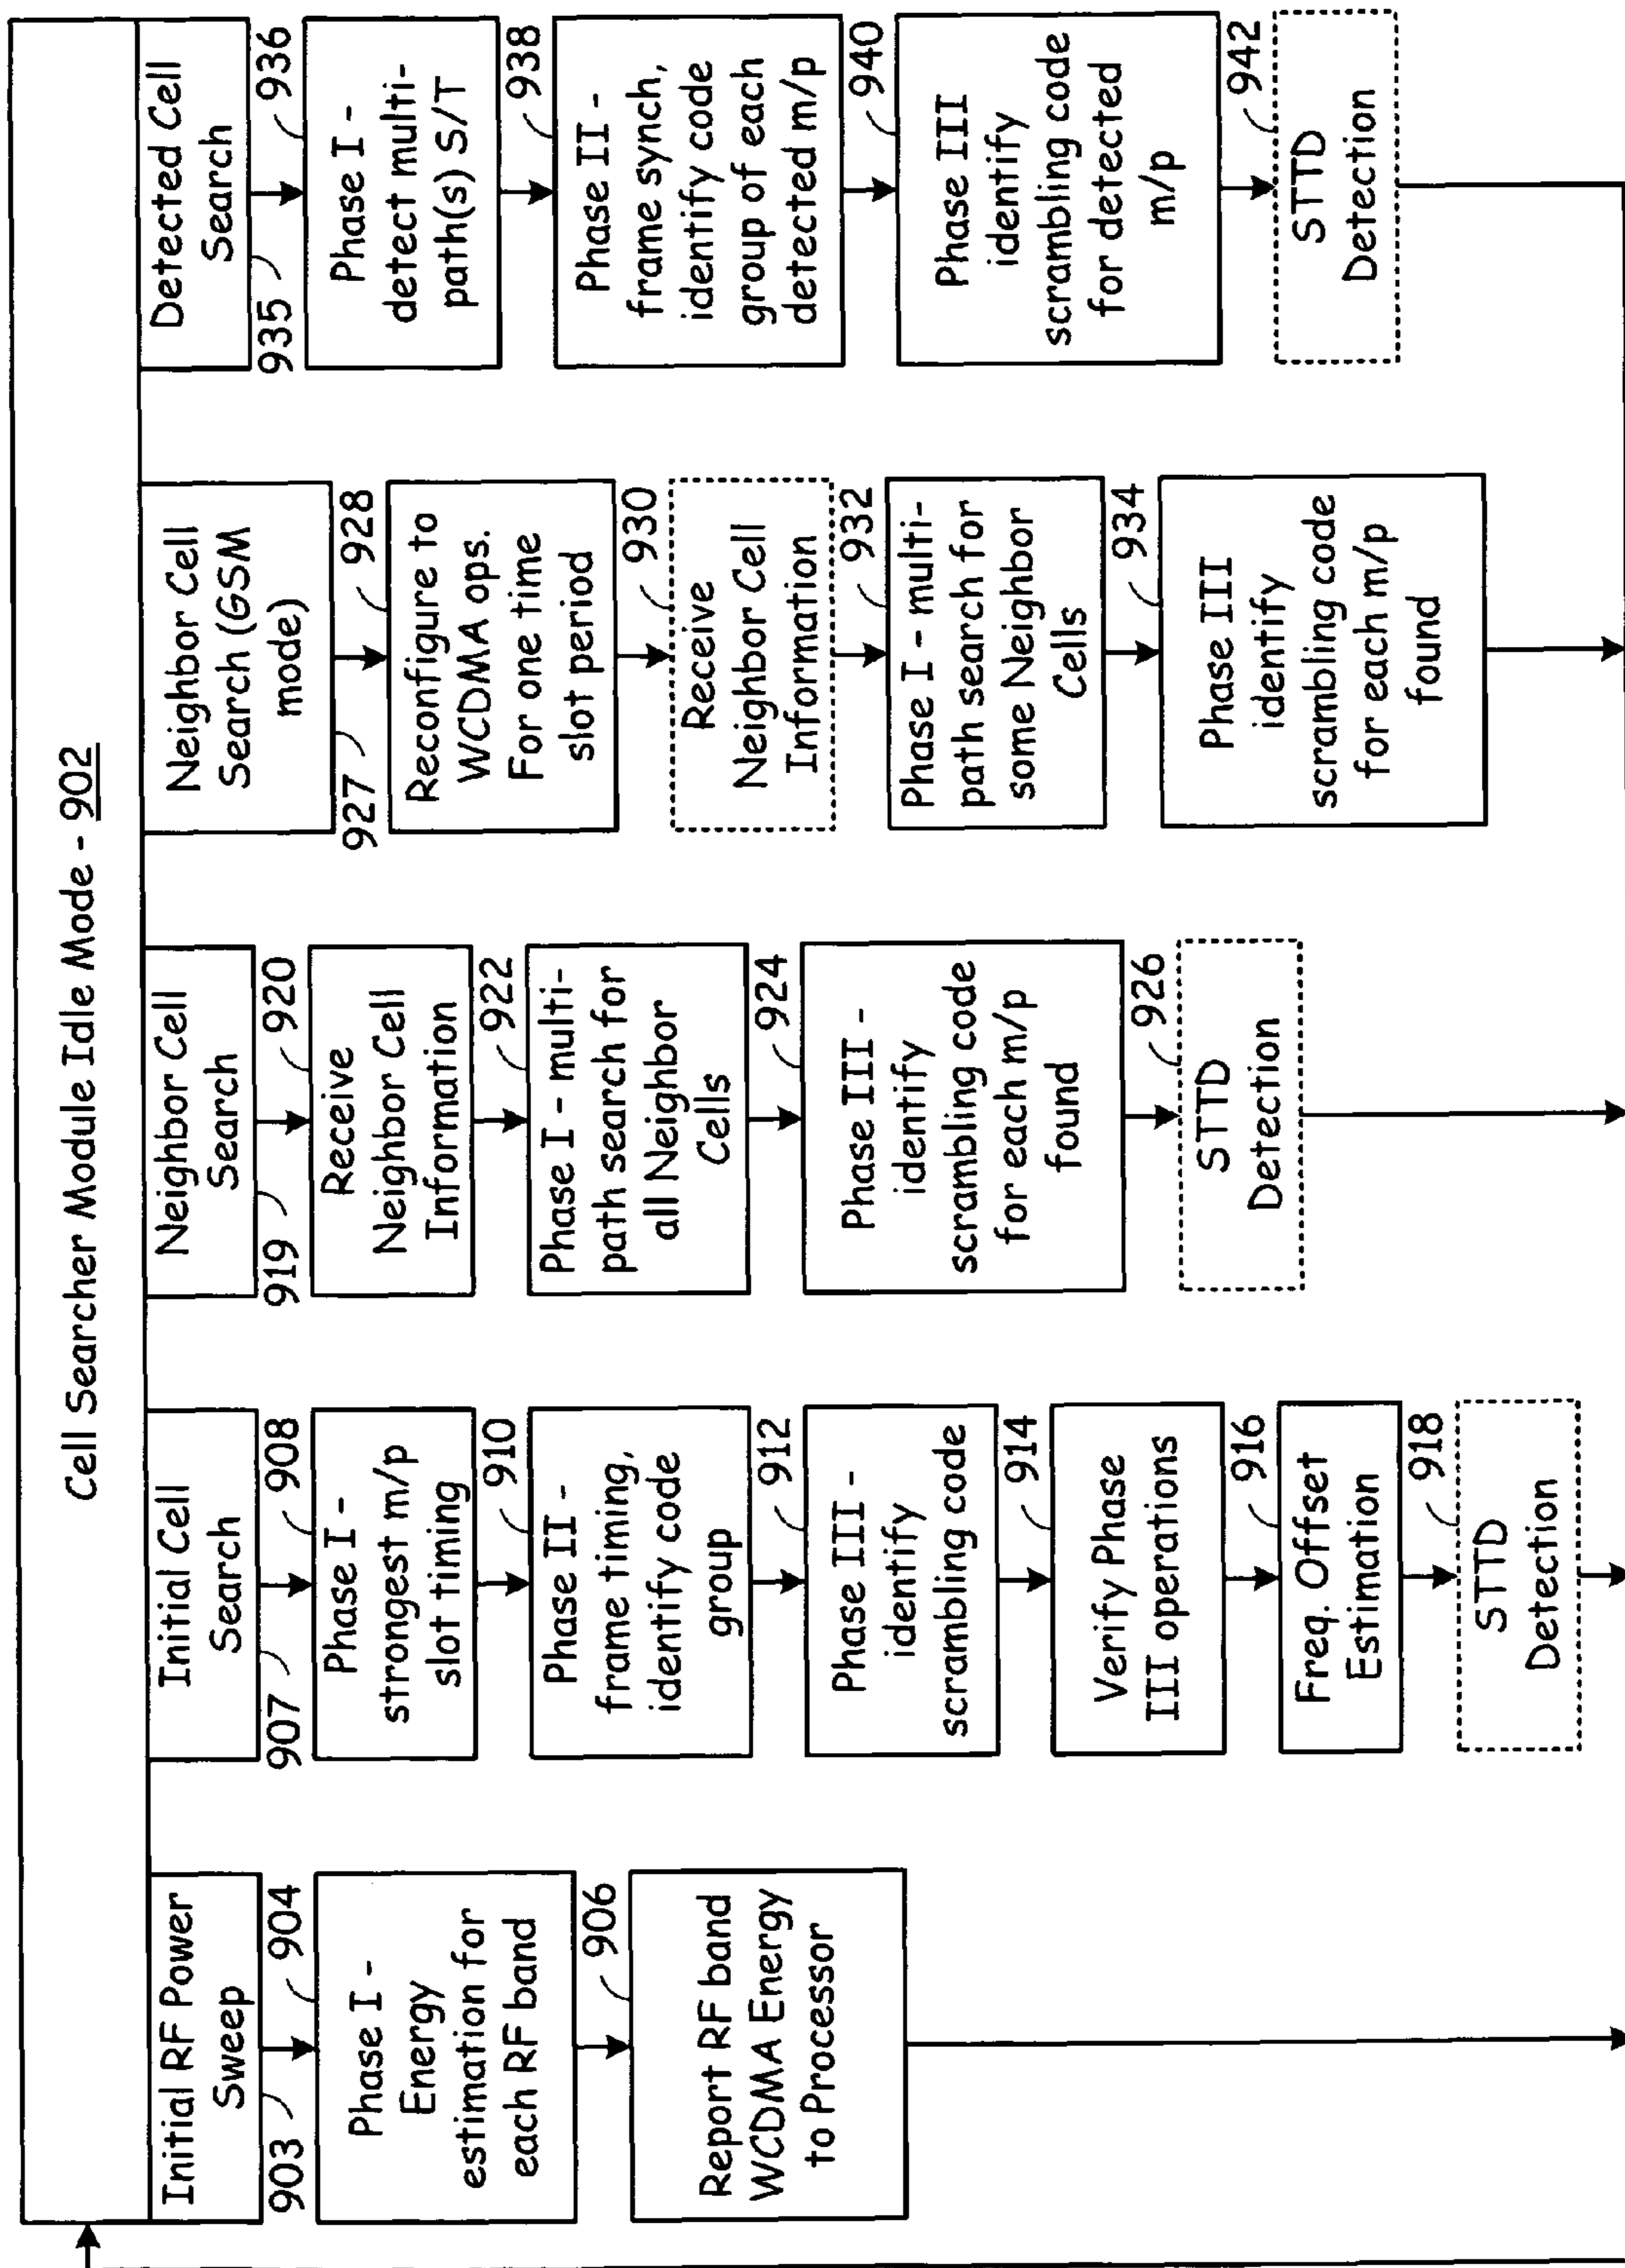 Cell Searcher Module Idle Mode - 902
Initial RF Power
Sweep
903
904
Phase I -
Energy
estimation for
each RF band
906
Report RF band
WCDMA Energy
to Processor
Initial Cell
Search
907
908
Phase I -
strongest m/p
slot timing
910
Phase II -
frame timing,
identify code
group
912
Phase III -
identify
scrambling code
914
Verify Phase
III operations
916
Freq. Offset
Estimation
918
STTD
Detection
Neighbor Cell
Search
919
920
Receive
Neighbor Cell
Information
922
Phase I - multi-
path search for
all Neighbor
Cells
924
Phase III -
identify
scrambling code
for each m/p
found
926
STTD
Detection
Neighbor Cell
Search (GSM
mode)
927
928
Reconfigure to
WCDMA ops.
For one time
slot period
930
Receive
Neighbor Cell
Information
932
Phase I - multi-
path search for
some Neighbor
Cells
934
Phase III
identify
scrambling code
for each m/p
found
Detected Cell
Search
935
936
Phase I -
detect multi-
path(s) S/T
938
Phase II -
frame synch,
identify code
group of each
detected m/p
940
Phase III
identify
scrambling code
for detected
m/p
942
STTD
Detection